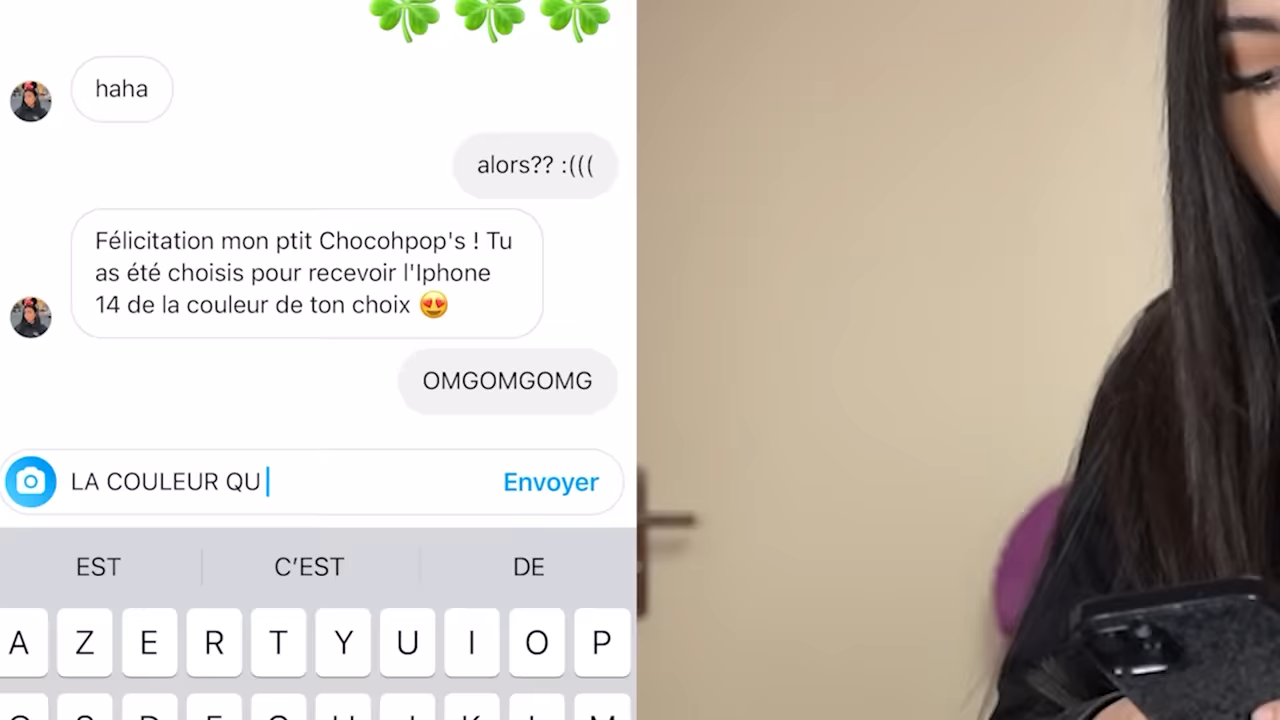 haha
alors?? :(((
Félicitation mon ptit Chocohpop's ! Tu
as été choisis pour recevoir l'Iphone
14 de la couleur de ton choix 😍
OMGOMGOMG
LA COULEUR QU
Envoyer
EST C'EST DE
A Z E R T Y U I O P